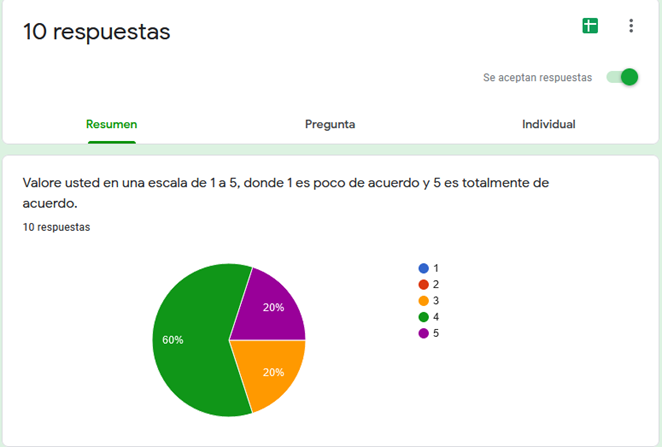 10 respuestas
Se aceptan respuestas
Resumen
Pregunta
Individual
Valore usted en una escala de 1 a 5, donde 1 es poco de acuerdo y 5 es totalmente de
acuerdo.
10 respuestas
1
2
3
4
5
20%
60%
20%